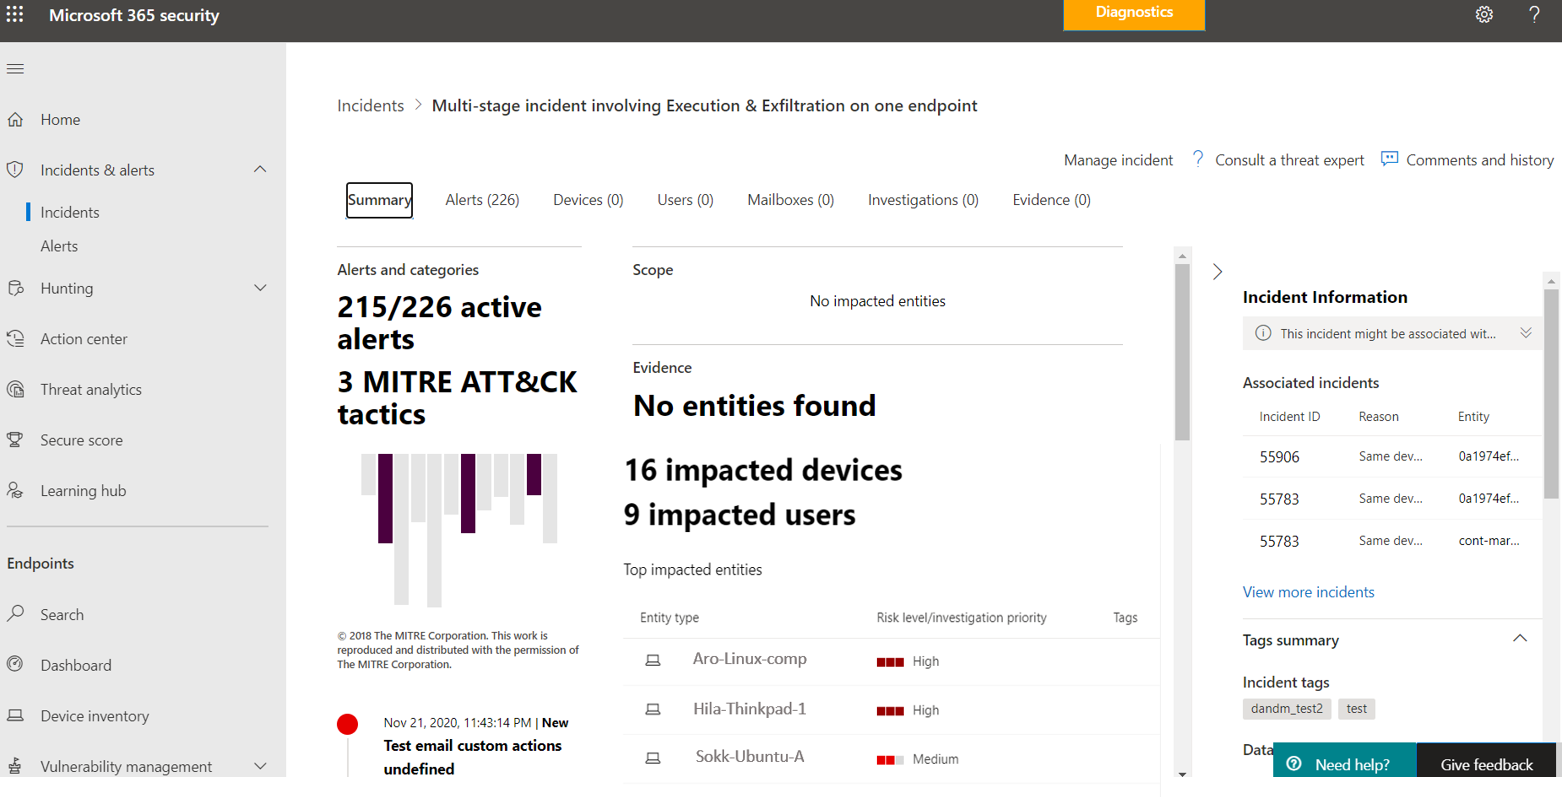 Microsoft 365 security
Diagnostics
?
Home
Incidents & alerts
Incidents
Alerts
Hunting
Action center
Threat analytics
Secure score
Learning hub
Endpoints
Search
Dashboard
Device inventory
Vulnerability management
Incidents > Multi-stage incident involving Execution & Exfiltration on one endpoint
Manage incident ? Consult a threat expert Comments and history
Summary Alerts (226) Devices (0) Users (0) Mailboxes (0) Investigations (0) Evidence (0)
Alerts and categories
215/226 active
alerts
3 MITRE ATT&CK
tactics
© 2018 The MITRE Corporation. This work is
reproduced and distributed with the permission of
The MITRE Corporation.
Nov 21, 2020, 11:43:14 PM | New
Test email custom actions
undefined
Scope
No impacted entities
Evidence
No entities found
16 impacted devices
9 impacted users
Top impacted entities
Entity type Risk level/investigation priority Tags
Aro-Linux-comp High
Hila-Thinkpad-1 High
Sokk-Ubuntu-A Medium
Incident Information
This incident might be associated wit...
Associated incidents
Incident ID Reason Entity
55906 Same dev... 0a1974ef...
55783 Same dev... 0a1974ef...
55783 Same dev... cont-mar...
View more incidents
Tags summary
Incident tags
dandm_test2 test
Data
Need help? Give feedback